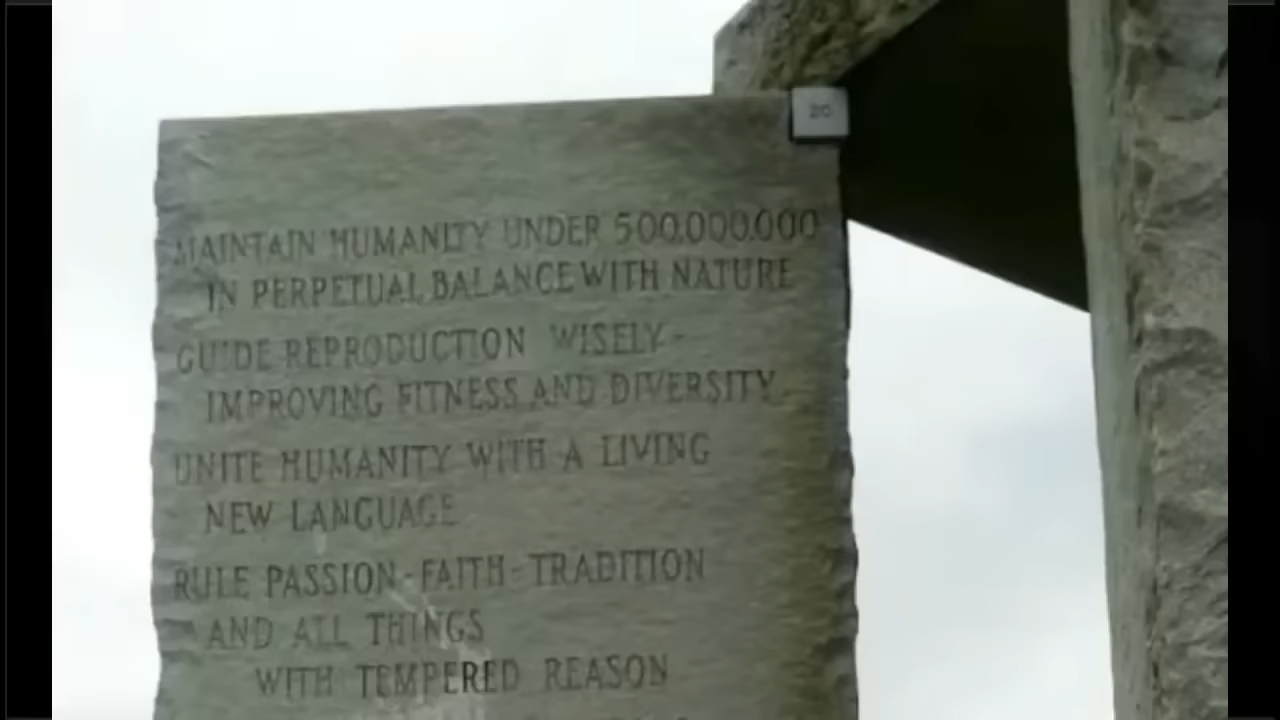 20
MAINTAIN HUMANITY UNDER 500,000,000
IN PERPETUAL BALANCE WITH NATURE
GUIDE REPRODUCTION WISELY-
IMPROVING FITNESS AND DIVERSITY
UNITE HUMANITY WITH A LIVING
NEW LANGUAGE
RULE PASSION-FAITH-TRADITION
AND ALL THINGS
WITH TEMPERED REASON